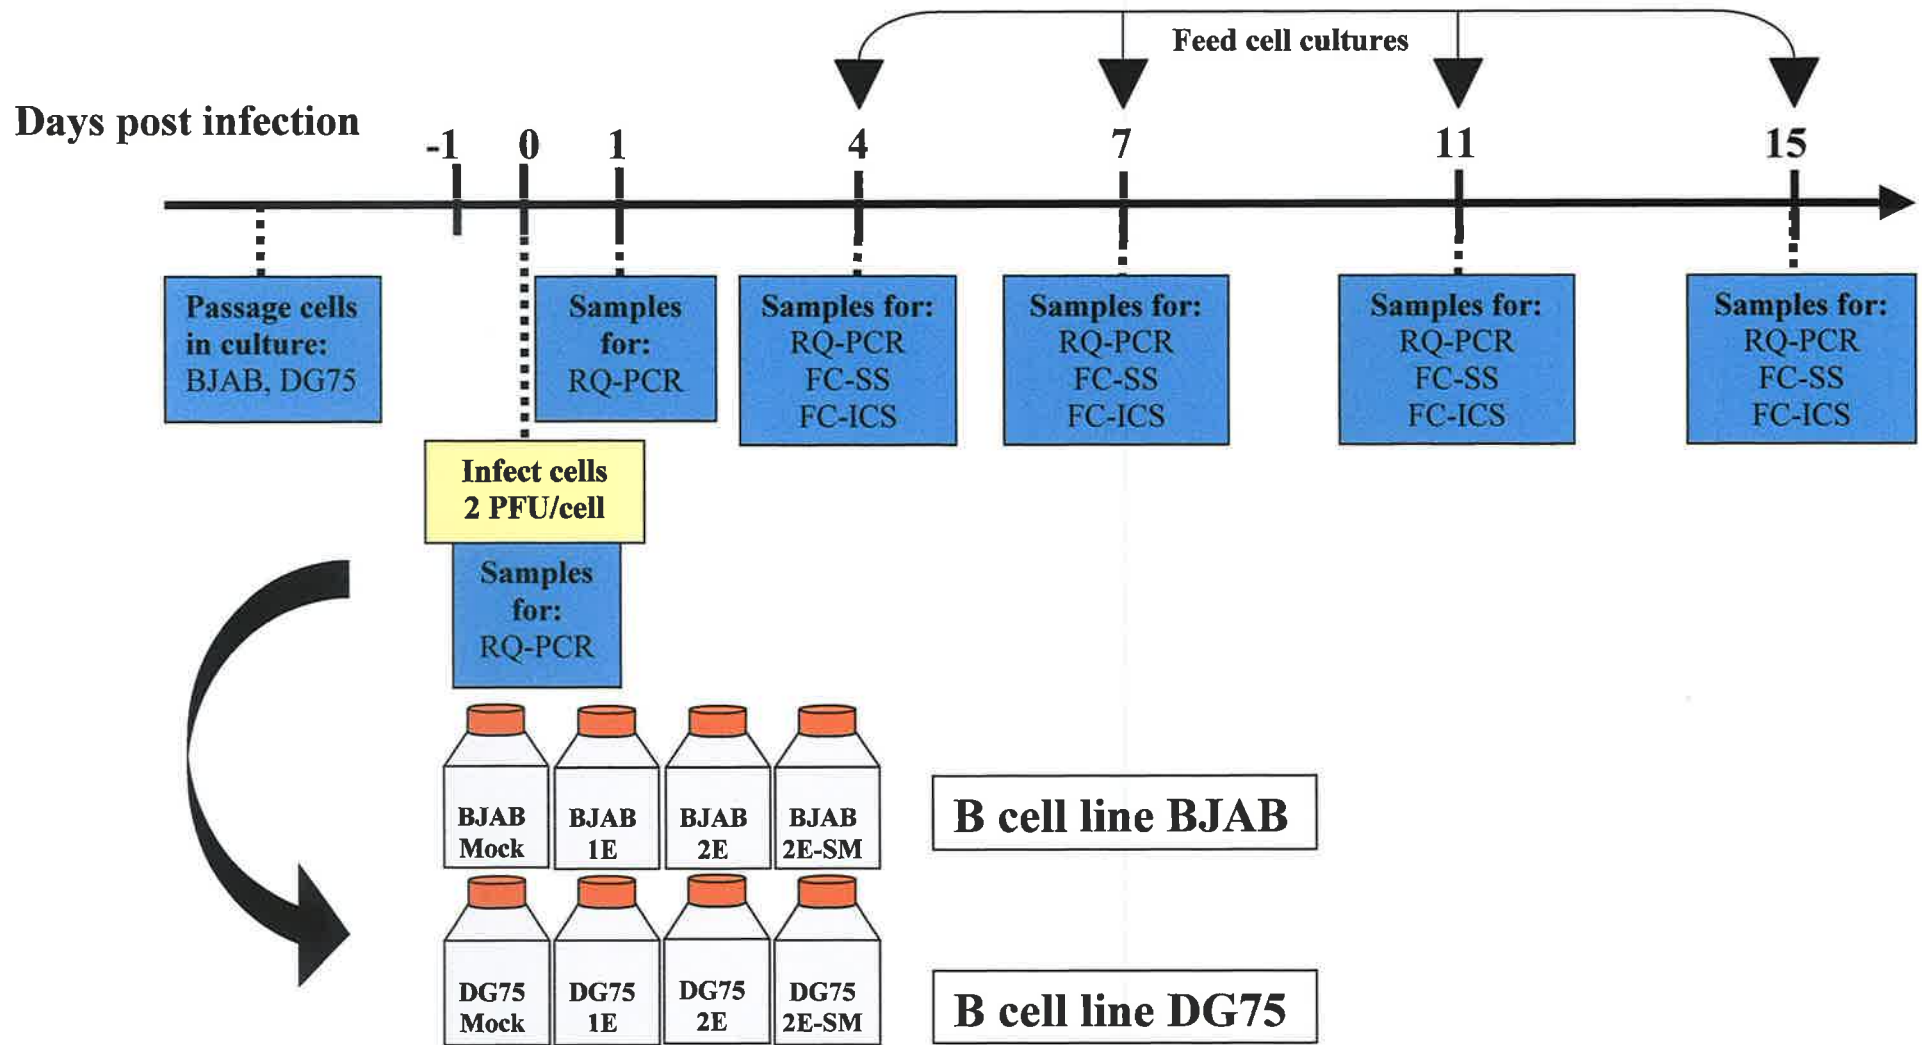 Feed cell cultures
Days post infection
-1 0 1 4 7 11 15
Passage cells
in culture:
BJAB, DG75
Samples
for:
RQ-PCR
Samples for:
RQ-PCR
FC-SS
FC-ICS
Samples for:
RQ-PCR
FC-SS
FC-ICS
Samples for:
RQ-PCR
FC-SS
FC-ICS
Samples for:
RQ-PCR
FC-SS
FC-ICS
Infect cells
2 PFU/cell
Samples
for:
RQ-PCR
BJAB
Mock
BJAB
1E
BJAB
2E
BJAB
2E-SM
B cell line BJAB
DG75
Mock
DG75
1E
DG75
2E
DG75
2E-SM
B cell line DG75